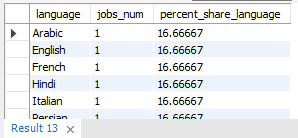 language jobs_num percent_share_language
Arabic 1 16.66667
English 1 16.66667
French 1 16.66667
Hindi 1 16.66667
Italian 1 16.66667
Persian 1 16.66667
Result 13